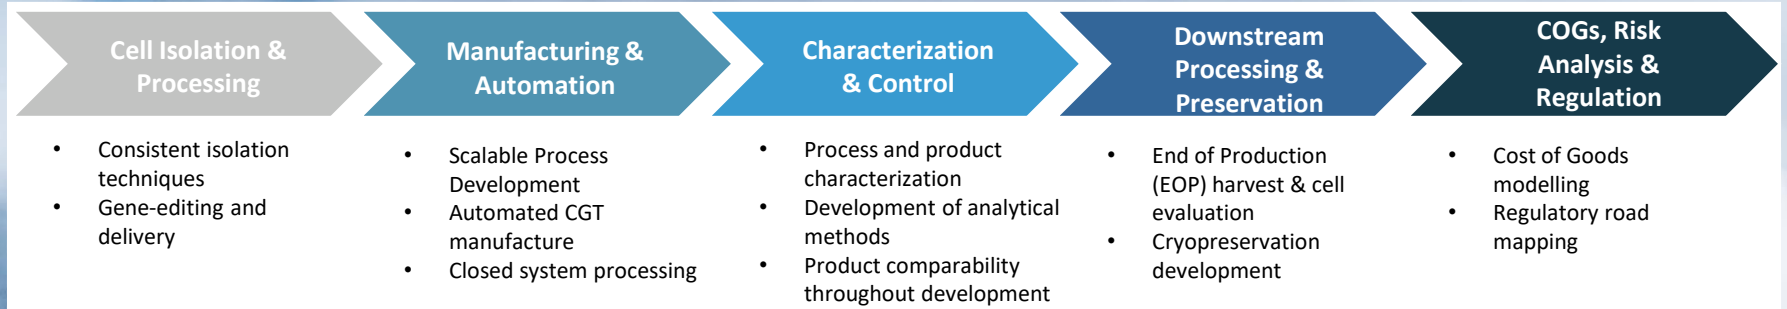 Cell Isolation &
Processing
• Consistent isolation
techniques
• Gene-editing and
delivery
Manufacturing &
Automation
• Scalable Process
Development
• Automated CGT
manufacture
• Closed system processing
Characterization
& Control
• Process and product
characterization
• Development of analytical
methods
• Product comparability
throughout development
Downstream
Processing &
Preservation
• End of Production
(EOP) harvest & cell
evaluation
• Cryopreservation
development
COGs, Risk
Analysis &
Regulation
• Cost of Goods
modelling
• Regulatory road
mapping